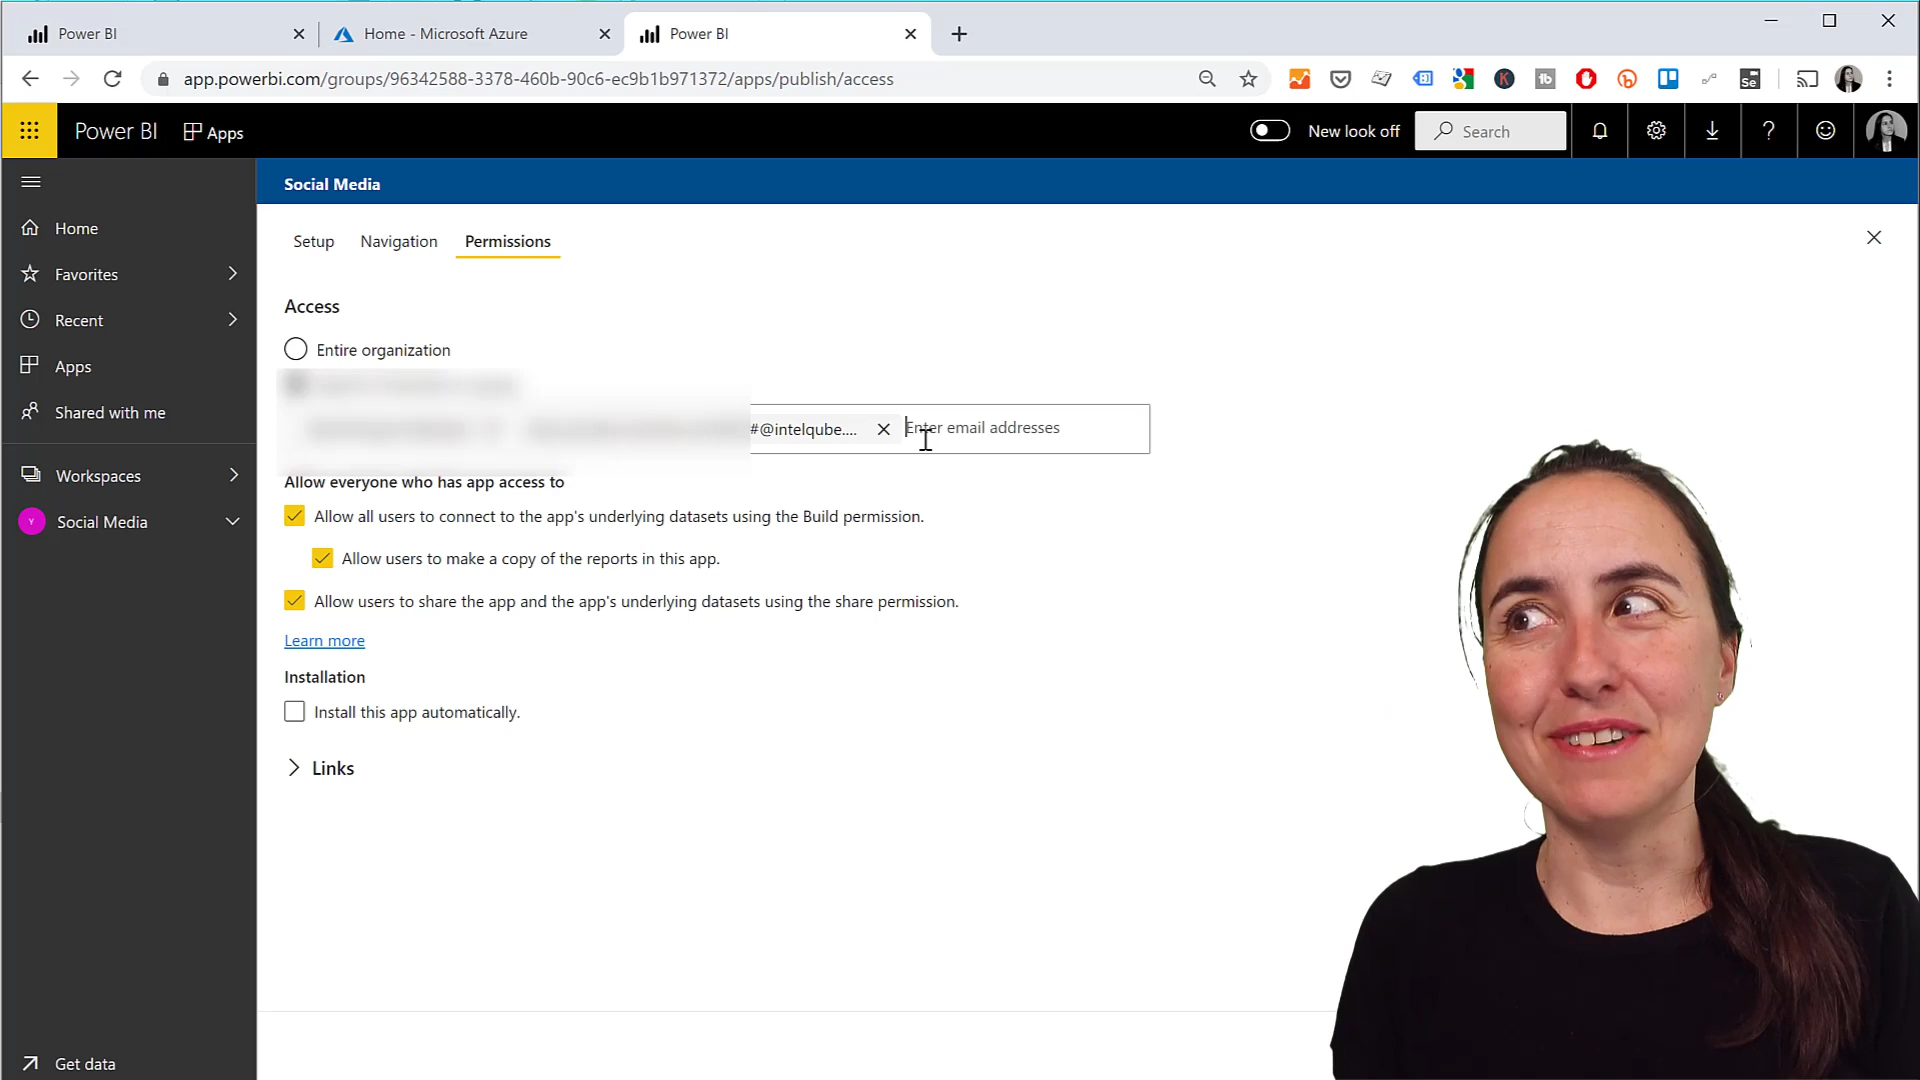 Power BI
Home - Microsoft Azure
Power BI
app.powerbi.com/groups/96342588-3378-460b-90c6-ec9b1b971372/apps/publish/access
Power BI
Apps
New look off
Search
Social Media
Home
Setup
Navigation
Permissions
Favorites
Access
Recent
Entire organization
Apps
Shared with me
#@intelqube....
Enter email addresses
Workspaces
Allow everyone who has app access to
Y
Social Media
Allow all users to connect to the app's underlying datasets using the Build permission.
Allow users to make a copy of the reports in this app.
Allow users to share the app and the app's underlying datasets using the share permission.
Learn more
Installation
Install this app automatically.
Links
Get data